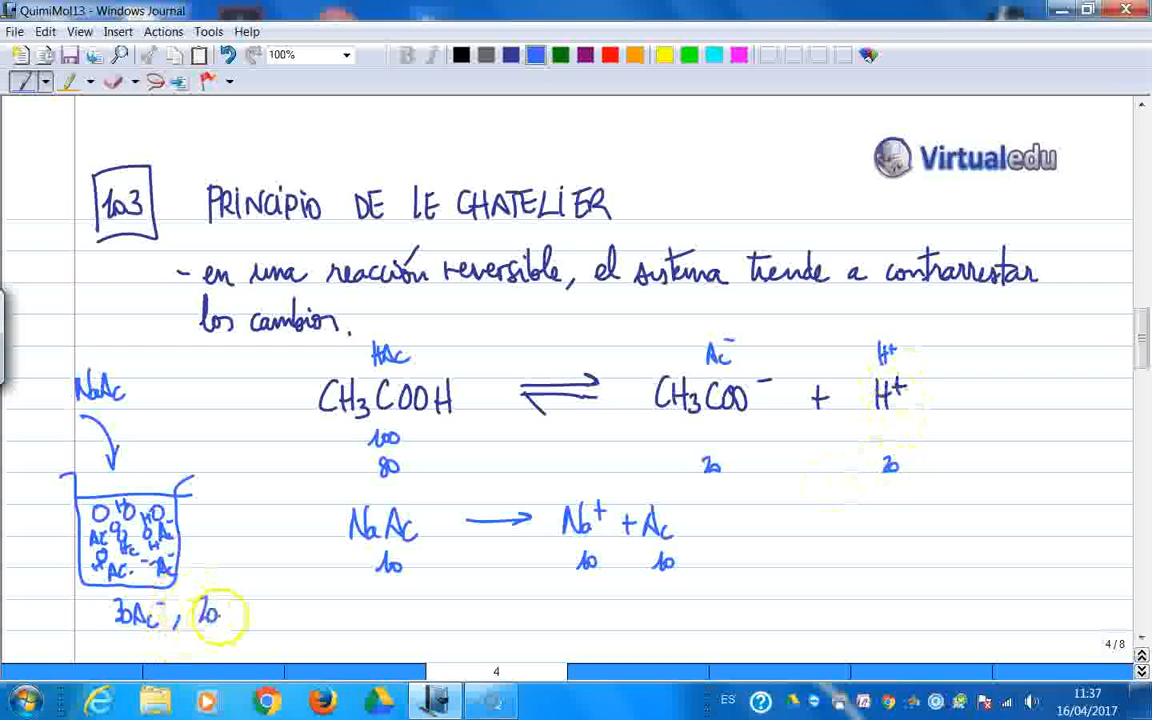 QuimiMol13 - Windows Journal
File Edit View Insert Actions Tools Help
100%
Virtualedu
10.3 PRINCIPIO DE LE CHATELIER
- en una reacción reversible, el sistema tiende a contrarrestar
los cambios.
HAc Ac⁻ H⁺
NaAc
CH₃COOH ⇌ CH₃COO⁻ + H⁺
100
80 20 20
NaAc → Na⁺ + Ac
10 10 10
30Ac⁻, 20
4 / 8
4
ES
11:37
16/04/2017